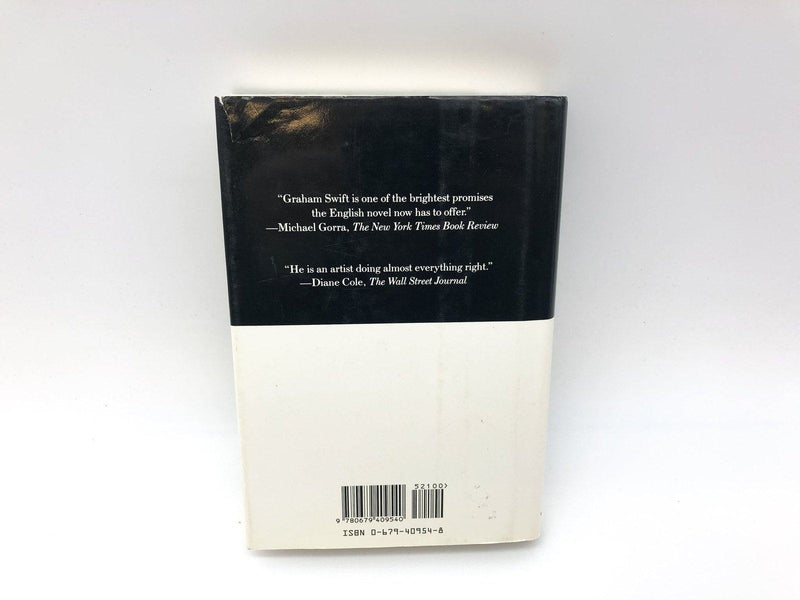 “Graham Swift is one of the brightest promises
the English novel now has to offer.”
—Michael Gorra, The New York Times Book Review
“He is an artist doing almost everything right.”
—Diane Cole, The Wall Street Journal
52100>
9 780679 409540
ISBN 0-679-40954-8